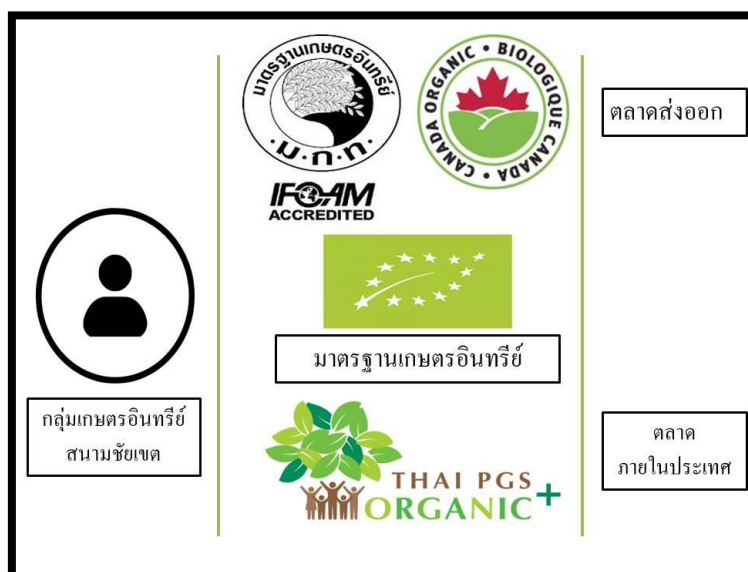 มาตรฐานเกษตรอินทรีย์
ม.ก.ท.
IFOAM
ACCREDITED
CANADA ORGANIC • BIOLOGIQUE CANADA
ตลาดส่งออก
มาตรฐานเกษตรอินทรีย์
กลุ่มเกษตรอินทรีย์
สนามชัยเขต
THAI PGS
ORGANIC+
ตลาด
ภายในประเทศ